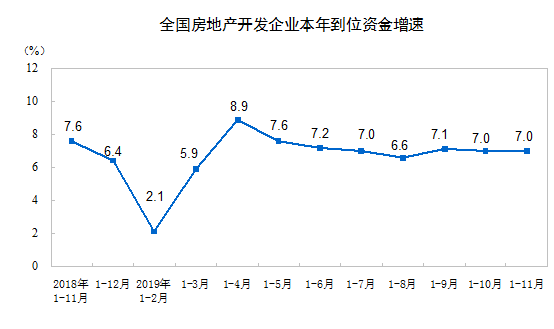 全国房地产开发企业本年到位资金增速
(%)
12
10
8
6
4
2
0
7.6
6.4
2.1
5.9
8.9
7.6
7.2
7.0
6.6
7.1
7.0
7.0
2018年
1-11月
1-12月
2019年
1-2月
1-3月
1-4月
1-5月
1-6月
1-7月
1-8月
1-9月
1-10月
1-11月